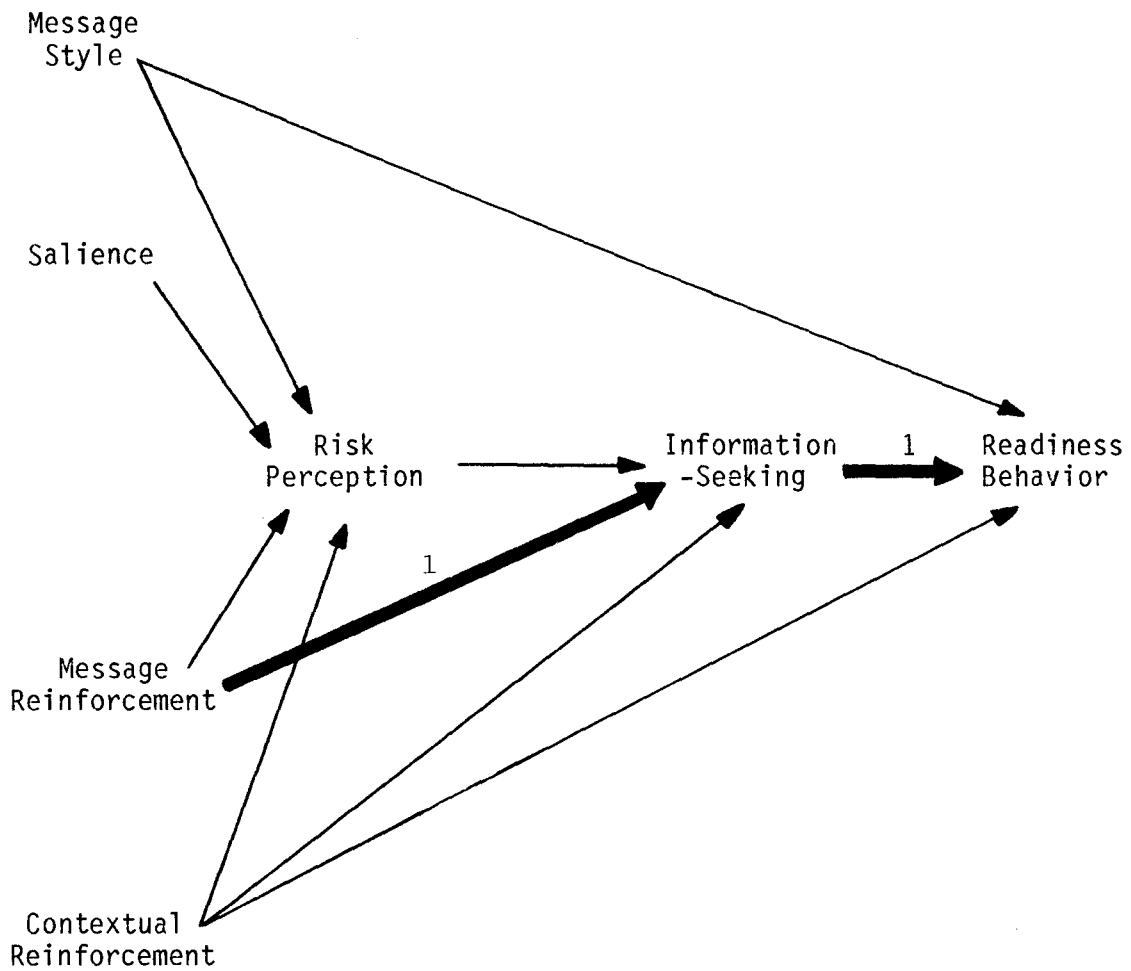 Message
Style
Salience
Risk
Perception
Information
-Seeking
1
Readiness
Behavior
1
Message
Reinforcement
Contextual
Reinforcement